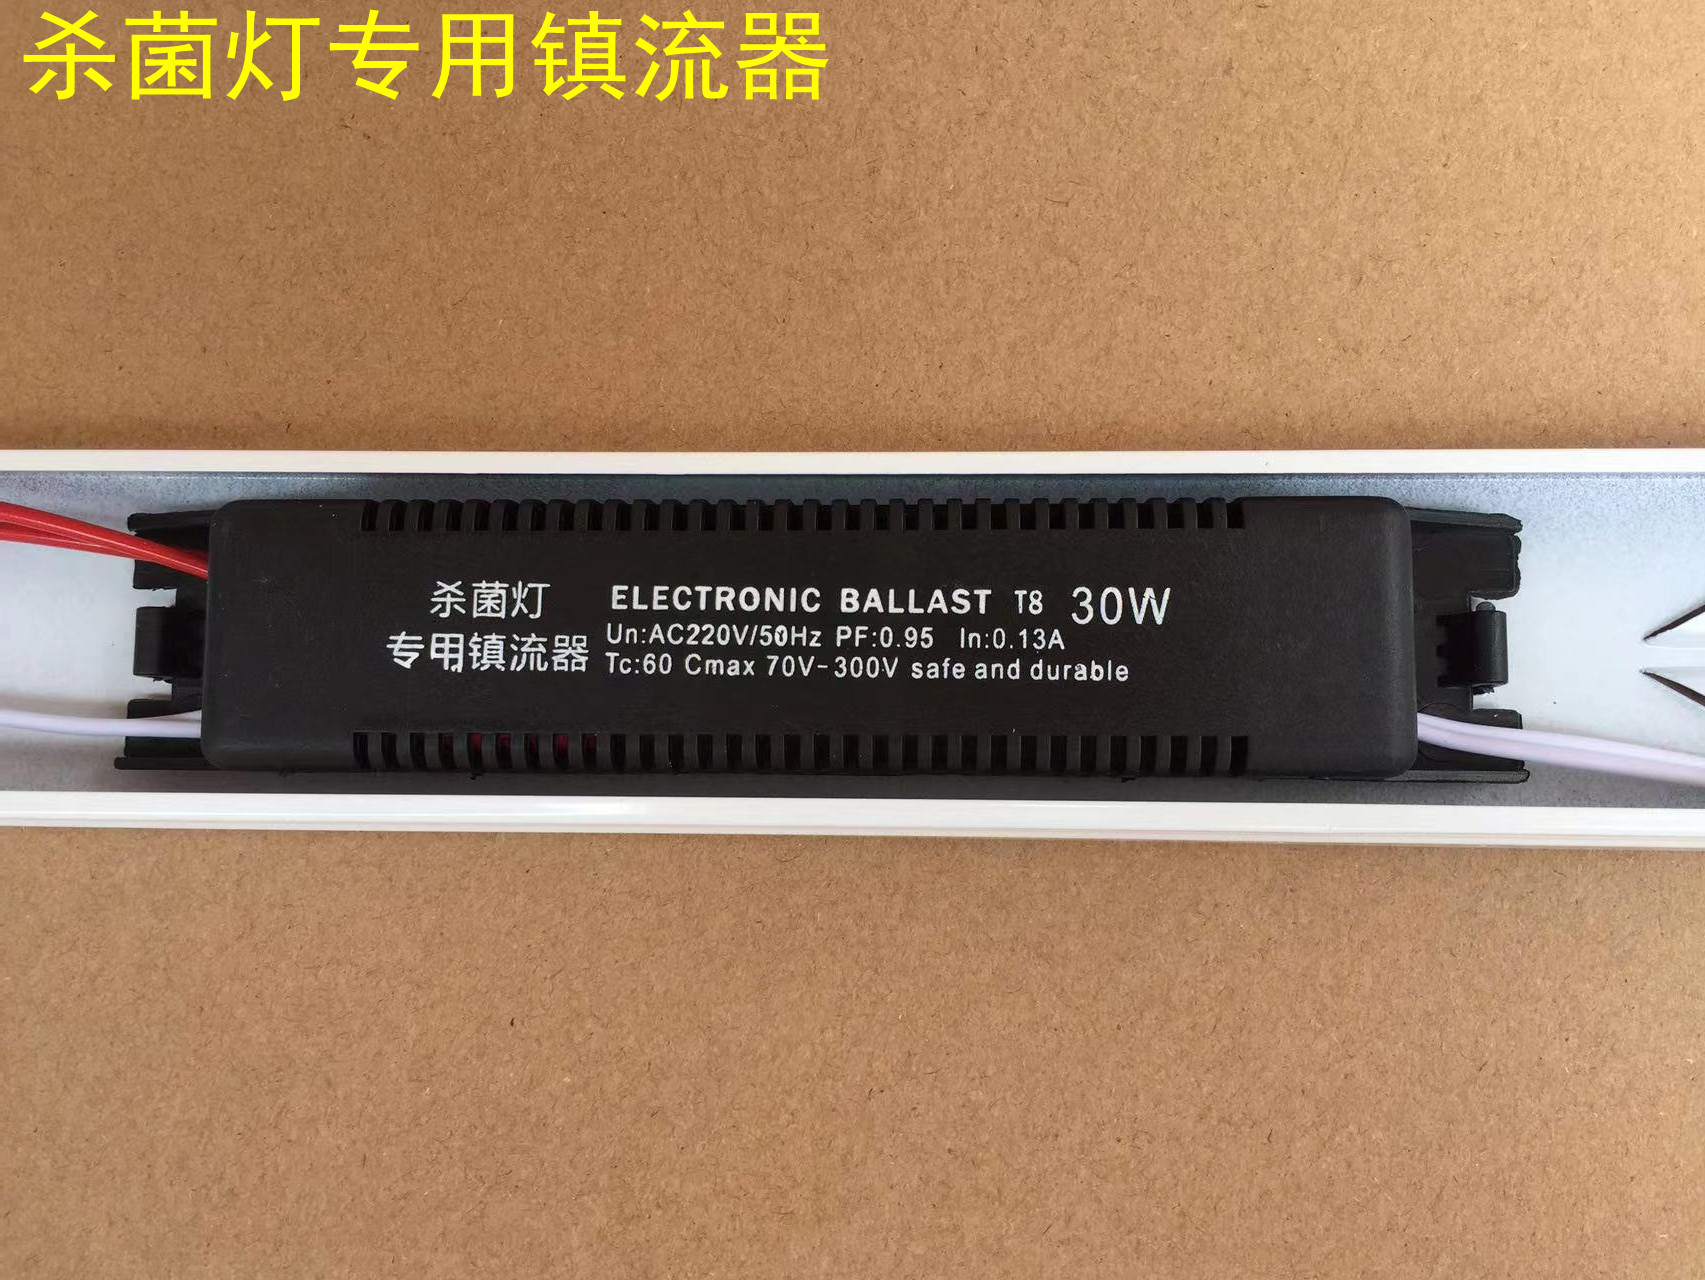 杀菌灯专用镇流器
杀菌灯
专用镇流器
ELECTRONIC BALLAST T8 30W
Un:AC220V/50Hz PF:0.95 In:0.13A
Tc:60 Cmax 70V-300V safe and durable